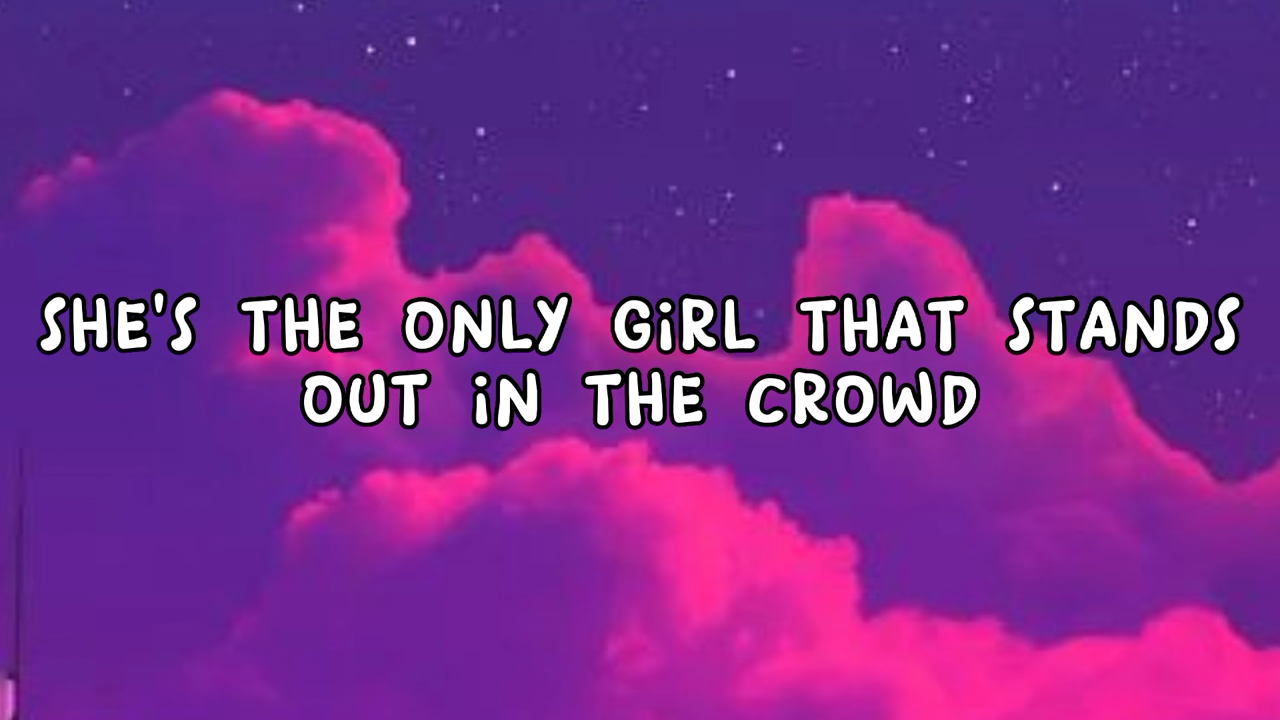 SHE'S THE ONLY GiRL THAT STANDS
OUT iN THE CROWD